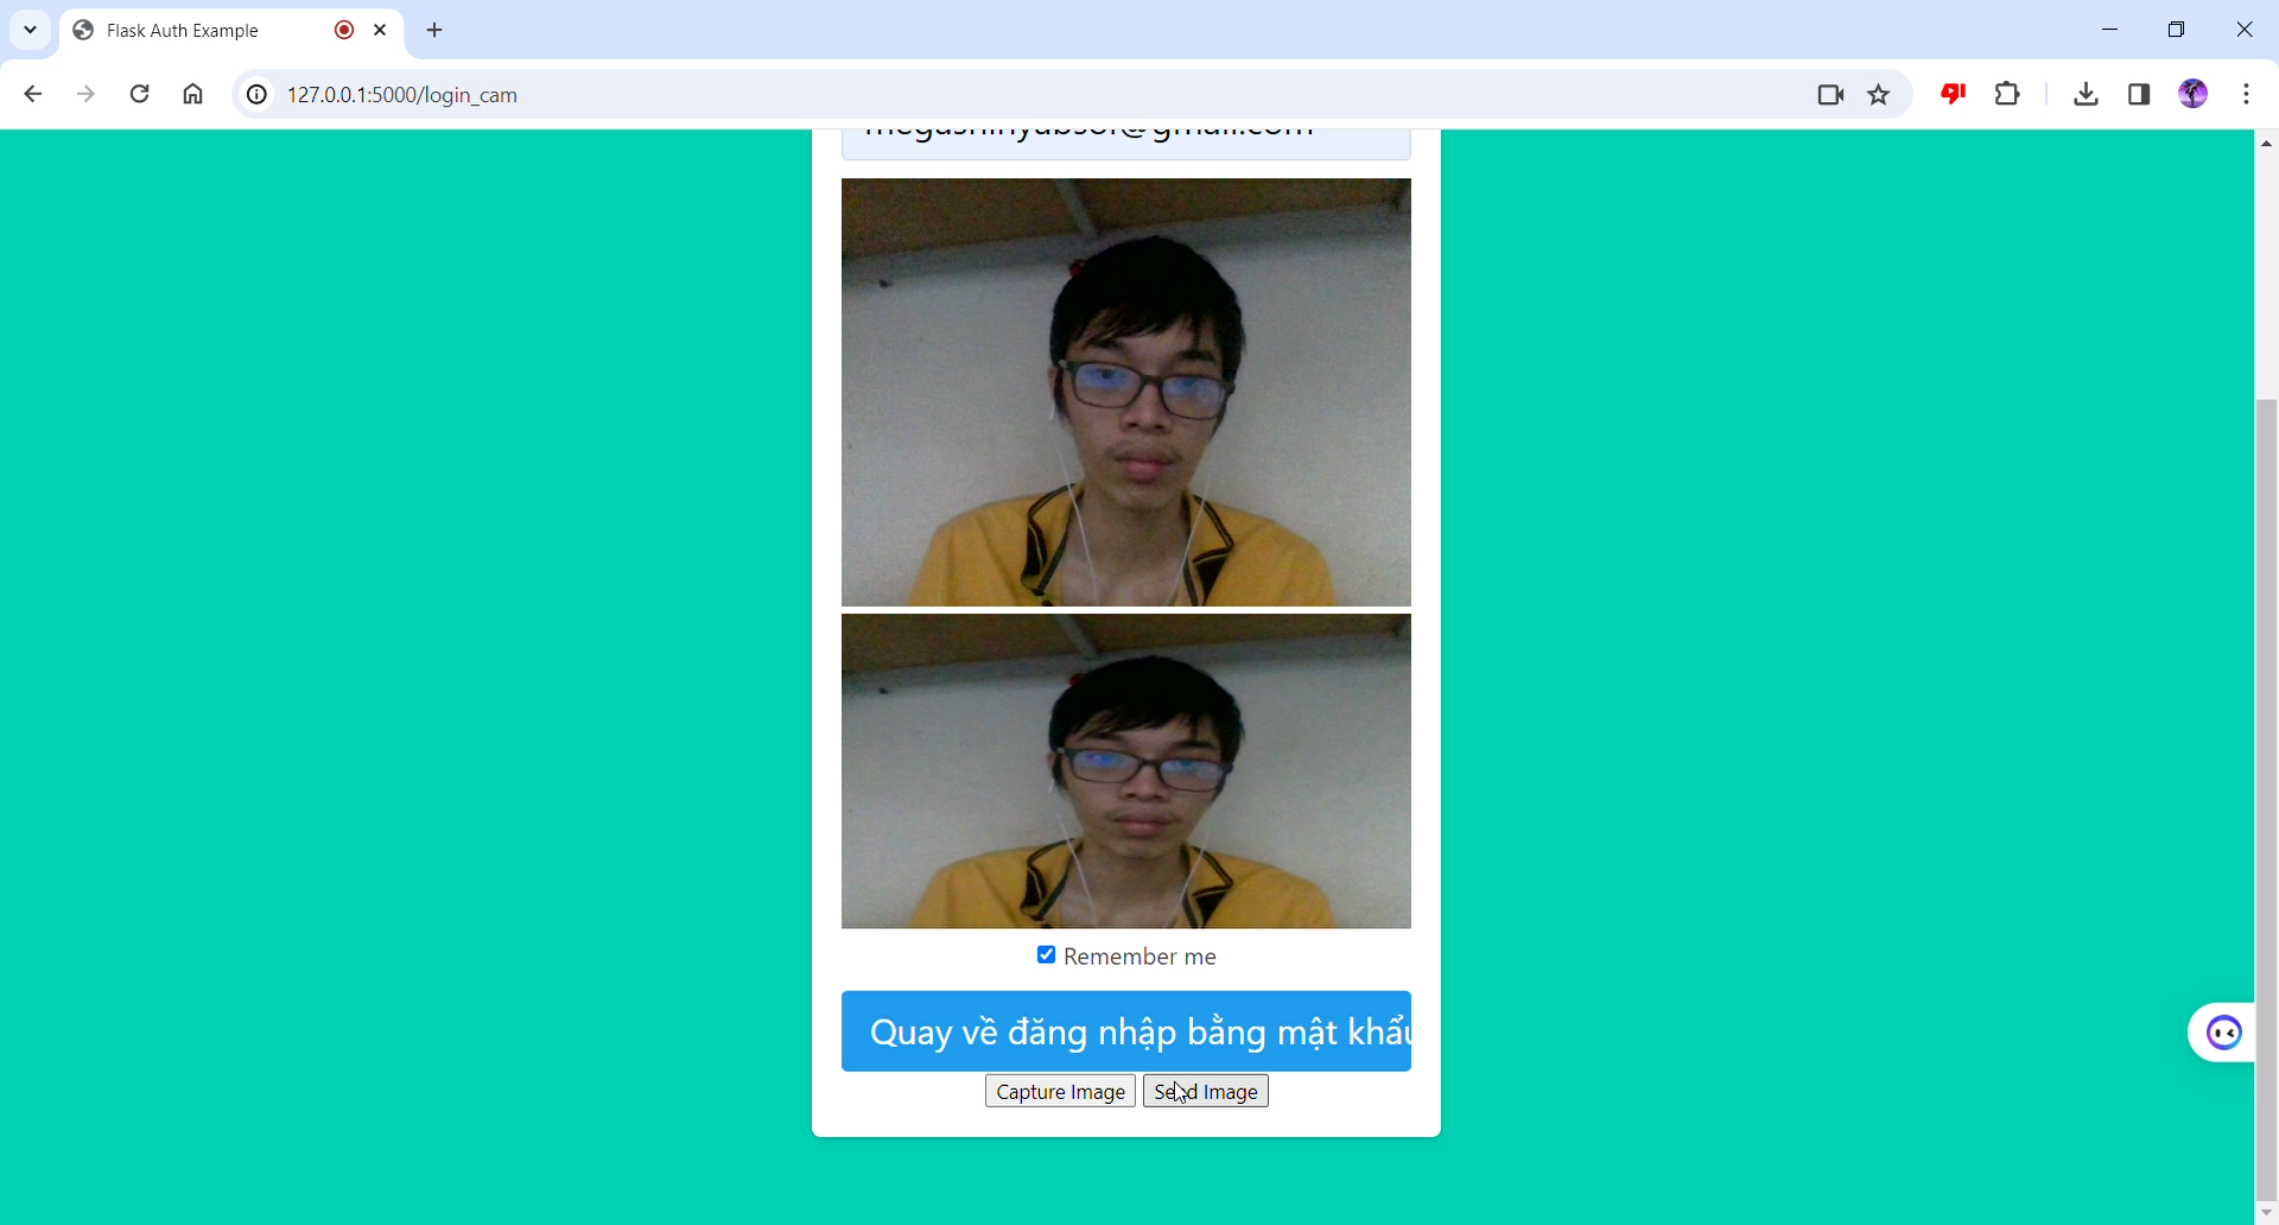 Flask Auth Example
127.0.0.1:5000/login_cam
Remember me
Quay về đăng nhập bằng mật khẩu
Capture Image
Send Image